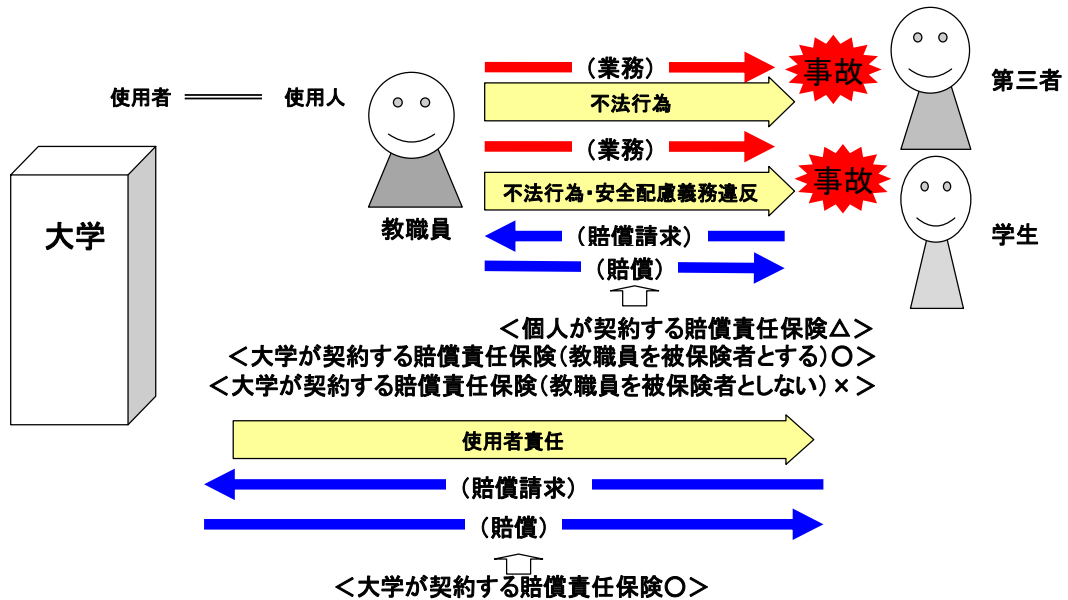 (業務)
事故
第三者
使用者
使用人
不法行為
(業務)
事故
不法行為・安全配慮義務違反
大学
教職員
(賠償請求)
学生
(賠償)
<個人が契約する賠償責任保険△>
<大学が契約する賠償責任保険(教職員を被保険者とする)○>
<大学が契約する賠償責任保険(教職員を被保険者としない)×>
使用者責任
(賠償請求)
(賠償)
<大学が契約する賠償責任保険○>